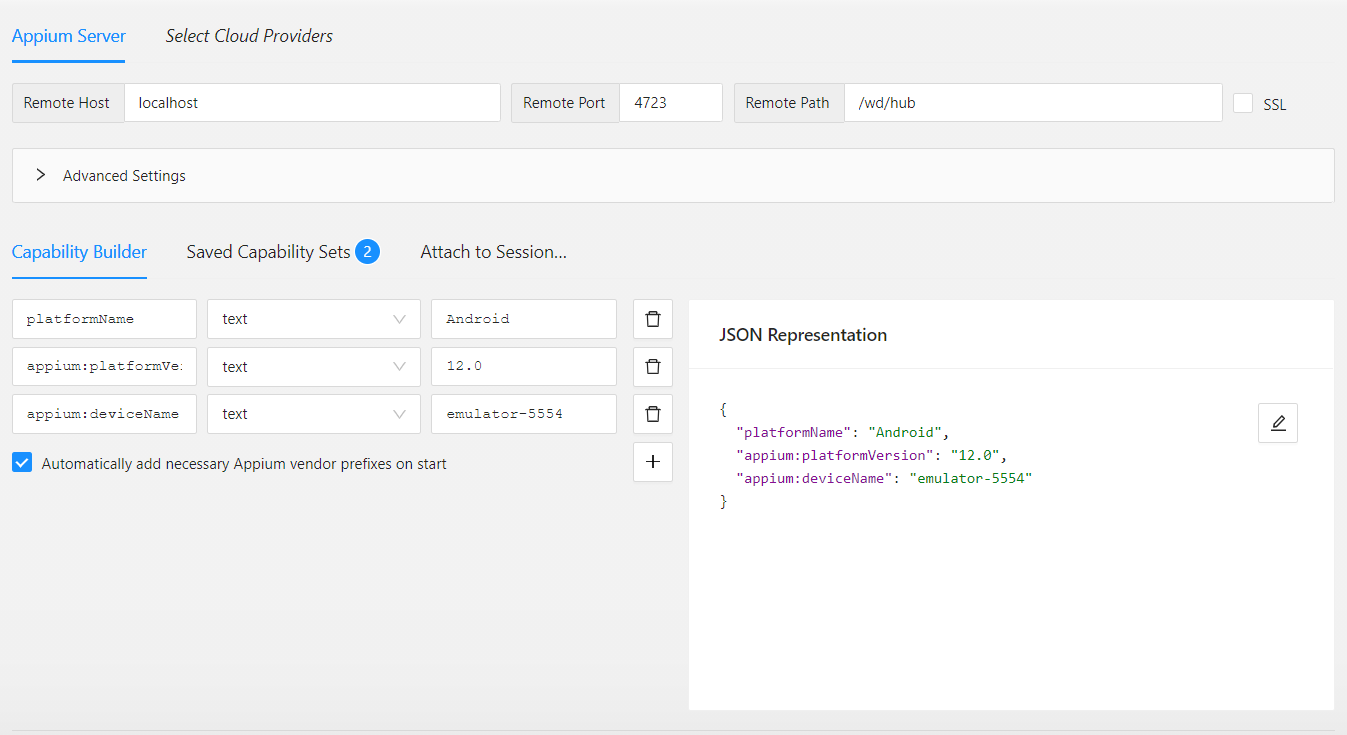 Appium Server Select Cloud Providers
Remote Host localhost Remote Port 4723 Remote Path /wd/hub SSL
Advanced Settings
Capability Builder Saved Capability Sets 2 Attach to Session...
platformName text Android
appium:platformVe text 12.0
appium:deviceName text emulator-5554
Automatically add necessary Appium vendor prefixes on start
JSON Representation
{
"platformName": "Android",
"appium:platformVersion": "12.0",
"appium:deviceName": "emulator-5554"
}